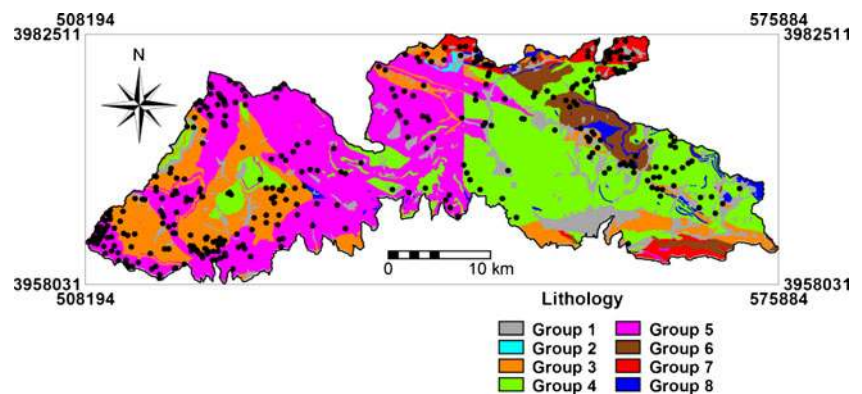 508194 575884
3982511 3982511
N
3958031 3958031
508194 575884
0 10 km
Lithology
Group 1 Group 5
Group 2 Group 6
Group 3 Group 7
Group 4 Group 8